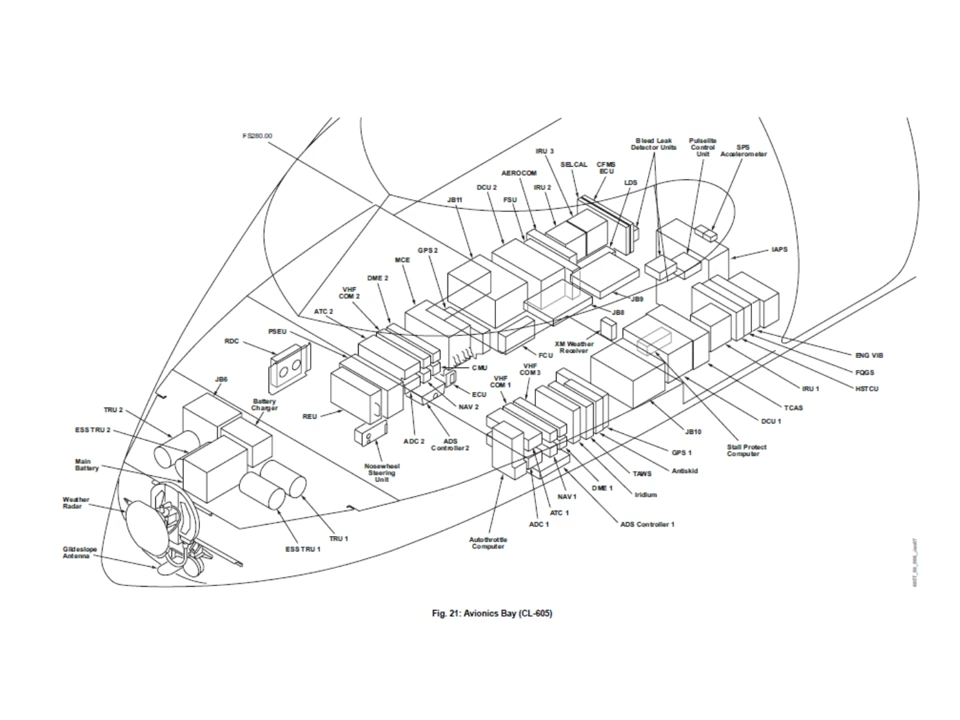 FS280.00
IRU 3
SELCAL
CFMS
ECU
Bleed Leak
Detector Units
Pulselite
Control
Unit
SPS
Accelerometer
AEROCOM
DCU 2
FSU
IRU 2
LDS
JB11
IAPS
GPS 2
MCE
DME 2
VHF
COM 2
ATC 2
PSEU
RDC
JB9
JB8
XM Weather
Receiver
FCU
CMU
ECU
NAV 2
VHF
COM 1
VHF
COM 3
ENG VIB
FQGS
HSTCU
IRU 1
TCAS
DCU 1
JB10
Stall Protect
Computer
JB6
Battery
Charger
REU
TRU 2
ESS TRU 2
Main
Battery
Weather
Radar
Glideslope
Antenna
ADC 2
ADS
Controller 2
Nosewheel
Steering
Unit
GPS 1
Antiskid
TAWS
Iridium
DME 1
NAV 1
ATC 1
ADC 1
ADS Controller 1
Autothrottle
Computer
TRU 1
ESS TRU 1
Fig. 21: Avionics Bay (CL-605)